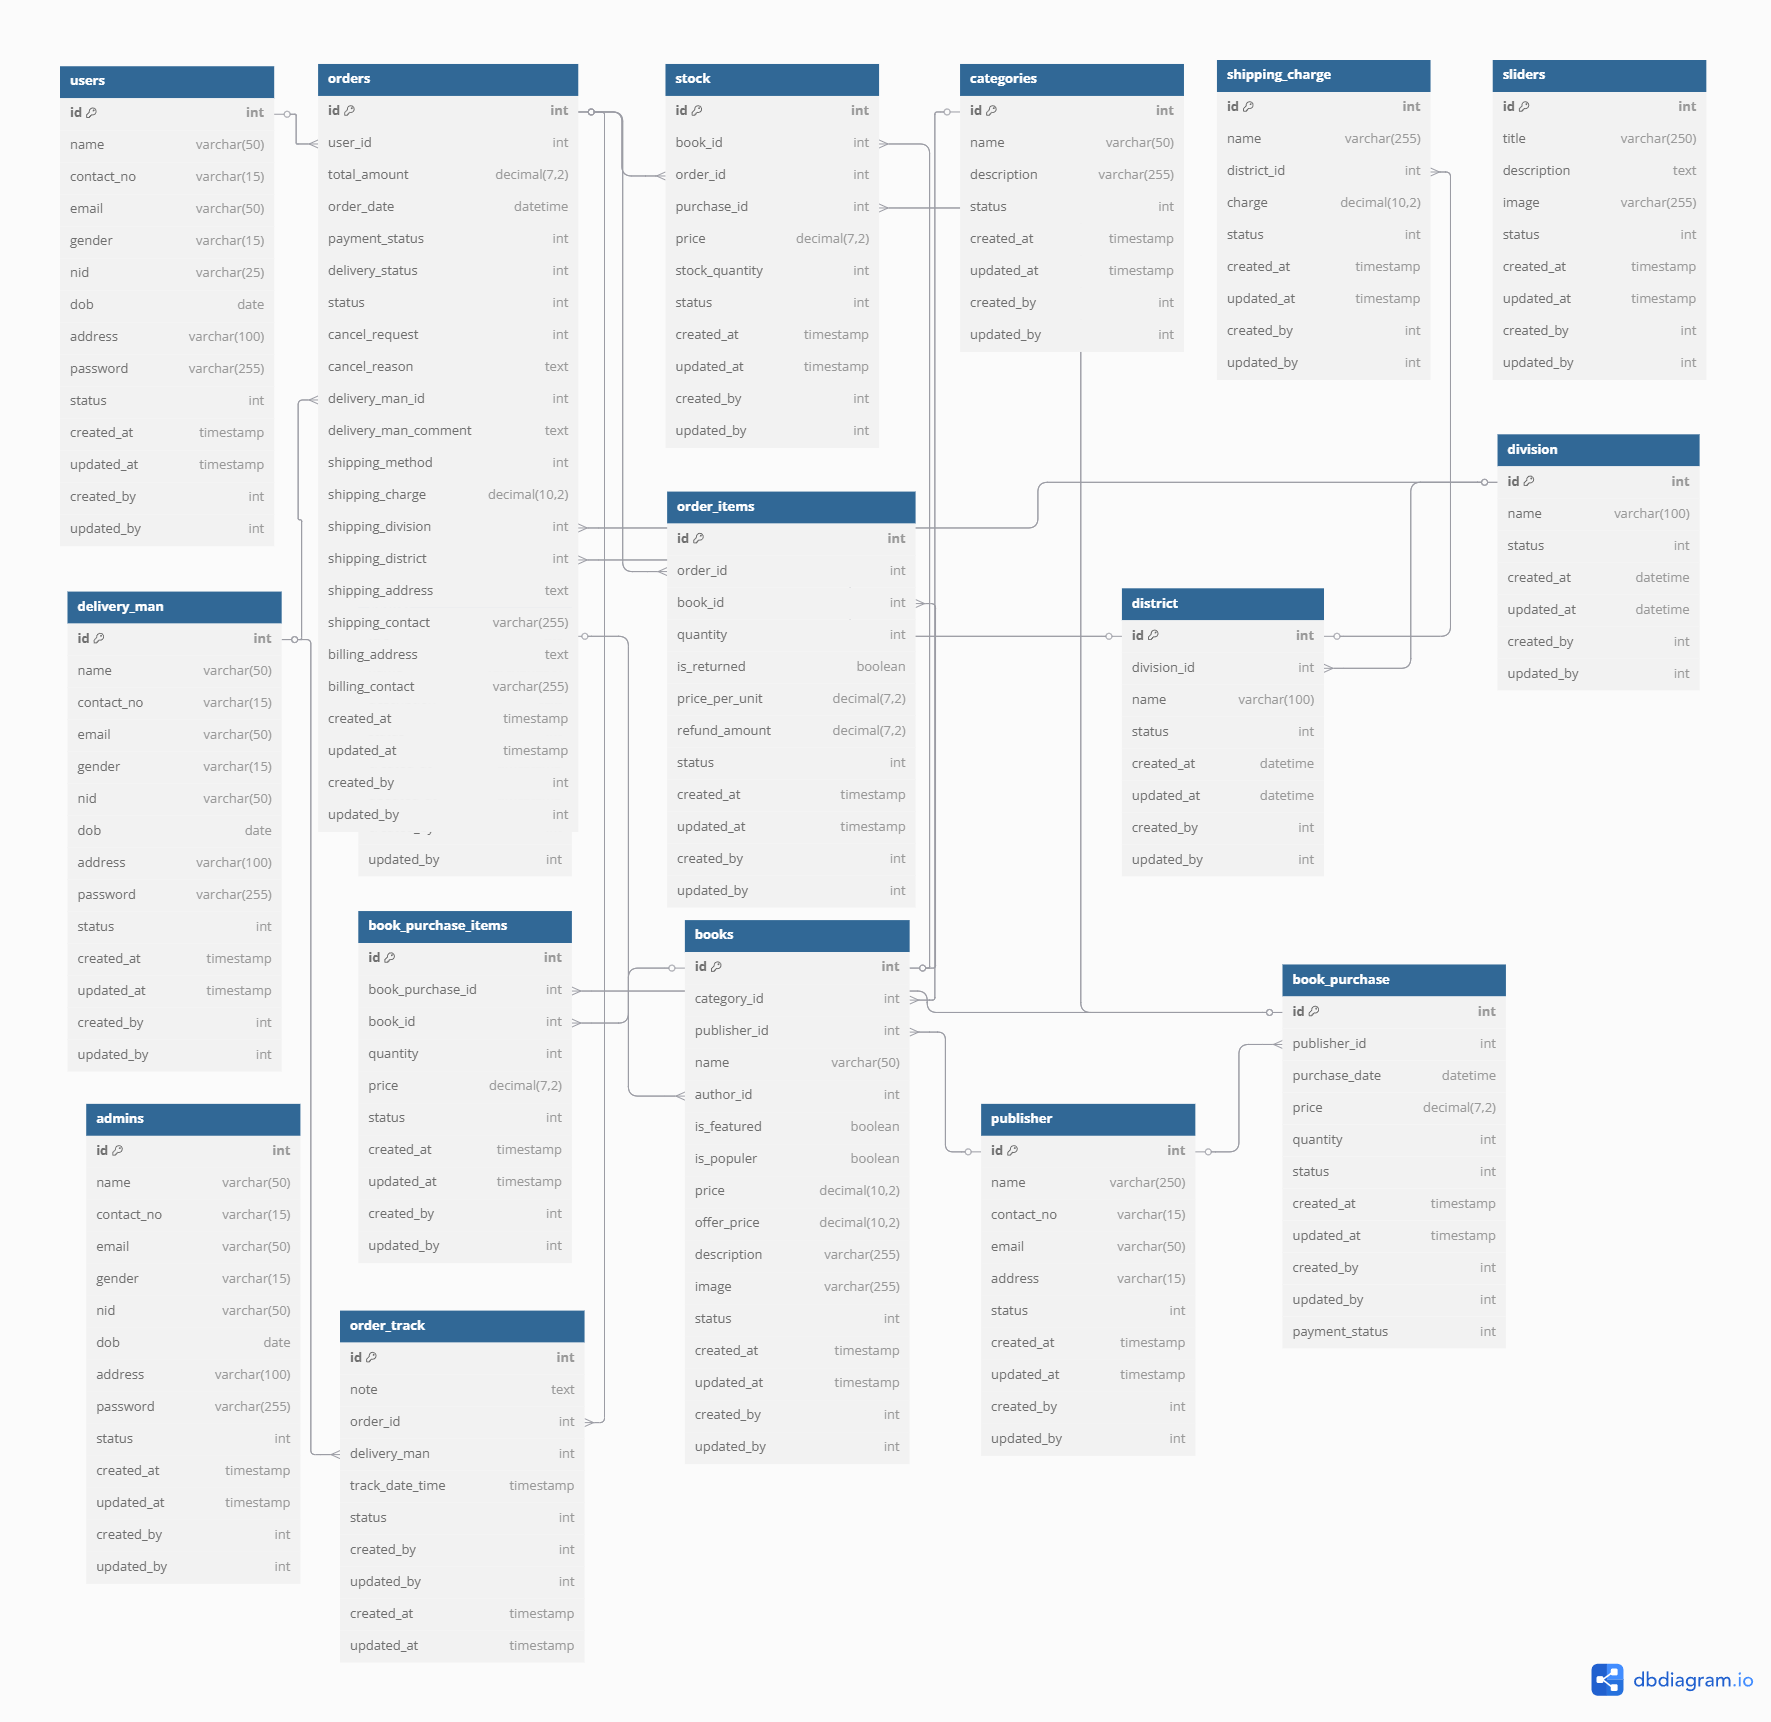 users
id int
name varchar(50)
contact_no varchar(15)
email varchar(50)
gender varchar(15)
nid varchar(25)
dob date
address varchar(100)
password varchar(255)
status int
created_at timestamp
updated_at timestamp
created_by int
updated_by int
orders
id int
user_id int
total_amount decimal(7,2)
order_date datetime
payment_status int
delivery_status int
status int
cancel_request int
cancel_reason text
delivery_man_id int
delivery_man_comment text
shipping_method int
shipping_charge decimal(10,2)
shipping_division int
shipping_district int
shipping_address text
shipping_contact varchar(255)
billing_address text
billing_contact varchar(255)
created_at timestamp
updated_at timestamp
created_by int
updated_by int
updated_by int
stock
id int
book_id int
order_id int
purchase_id int
price decimal(7,2)
stock_quantity int
status int
created_at timestamp
updated_at timestamp
created_by int
updated_by int
categories
id int
name varchar(50)
description varchar(255)
status int
created_at timestamp
updated_at timestamp
created_by int
updated_by int
shipping_charge
id int
name varchar(255)
district_id int
charge decimal(10,2)
status int
created_at timestamp
updated_at timestamp
created_by int
updated_by int
sliders
id int
title varchar(250)
description text
image varchar(255)
status int
created_at timestamp
updated_at timestamp
created_by int
updated_by int
division
id int
name varchar(100)
status int
created_at datetime
updated_at datetime
created_by int
updated_by int
order_items
id int
order_id int
book_id int
quantity int
is_returned boolean
price_per_unit decimal(7,2)
refund_amount decimal(7,2)
status int
created_at timestamp
updated_at timestamp
created_by int
updated_by int
district
id int
division_id int
name varchar(100)
status int
created_at datetime
updated_at datetime
created_by int
updated_by int
delivery_man
id int
name varchar(50)
contact_no varchar(15)
email varchar(50)
gender varchar(15)
nid varchar(50)
dob date
address varchar(100)
password varchar(255)
status int
created_at timestamp
updated_at timestamp
created_by int
updated_by int
book_purchase_items
id int
book_purchase_id int
book_id int
quantity int
price decimal(7,2)
status int
created_at timestamp
updated_at timestamp
created_by int
updated_by int
books
id int
category_id int
publisher_id int
name varchar(50)
author_id int
is_featured boolean
is_populer boolean
price decimal(10,2)
offer_price decimal(10,2)
description varchar(255)
image varchar(255)
status int
created_at timestamp
updated_at timestamp
created_by int
updated_by int
book_purchase
id int
publisher_id int
purchase_date datetime
price decimal(7,2)
quantity int
status int
created_at timestamp
updated_at timestamp
created_by int
updated_by int
payment_status int
publisher
id int
name varchar(250)
contact_no varchar(15)
email varchar(50)
address varchar(15)
status int
created_at timestamp
updated_at timestamp
created_by int
updated_by int
admins
id int
name varchar(50)
contact_no varchar(15)
email varchar(50)
gender varchar(15)
nid varchar(50)
dob date
address varchar(100)
password varchar(255)
status int
created_at timestamp
updated_at timestamp
created_by int
updated_by int
order_track
id int
note text
order_id int
delivery_man int
track_date_time timestamp
status int
created_by int
updated_by int
created_at timestamp
updated_at timestamp
dbdiagram.io